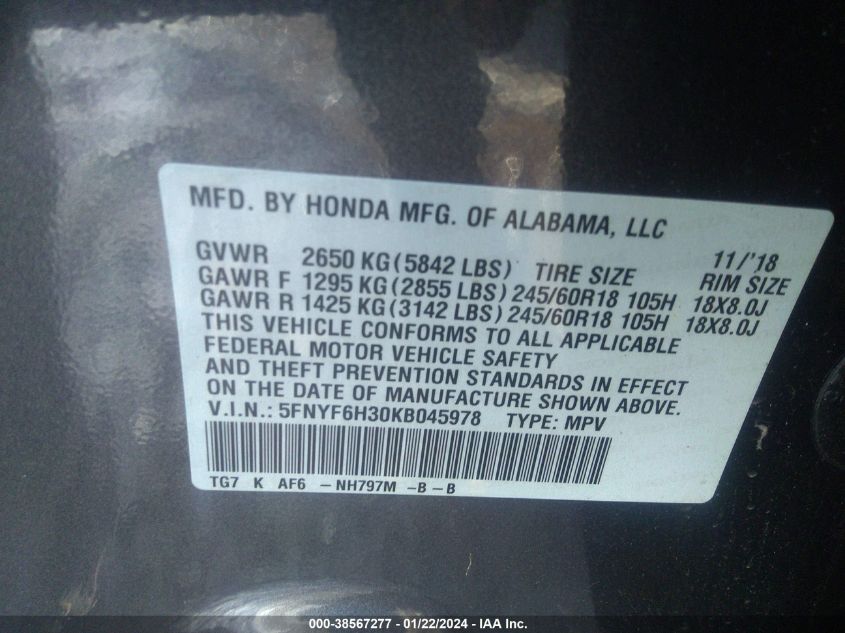 MFD. BY HONDA MFG. OF ALABAMA, LLC
11/'18
GVWR 2650 KG (5842 LBS) TIRE SIZE RIM SIZE
GAWR F 1295 KG (2855 LBS) 245/60R18 105H 18X8.0J
GAWR R 1425 KG (3142 LBS) 245/60R18 105H 18X8.0J
THIS VEHICLE CONFORMS TO ALL APPLICABLE
FEDERAL MOTOR VEHICLE SAFETY
AND THEFT PREVENTION STANDARDS IN EFFECT
ON THE DATE OF MANUFACTURE SHOWN ABOVE.
V.I.N.: 5FNYF6H30KB045978 TYPE: MPV
TG7 K AF6 – NH797M – B – B
000-38567277 - 01/22/2024 - IAA Inc.